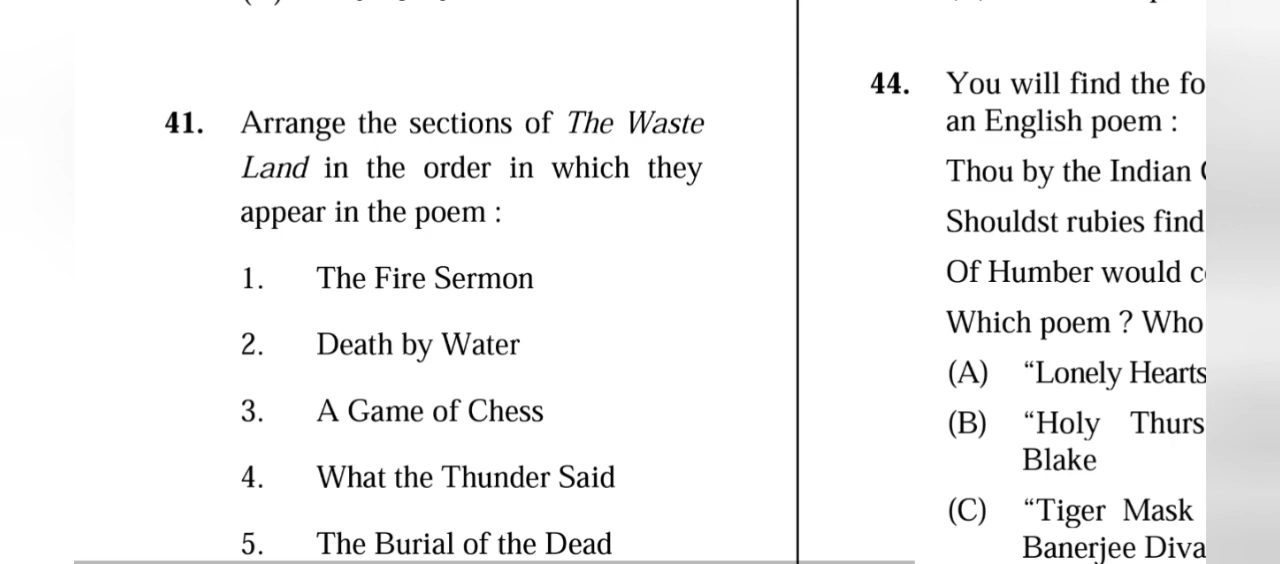 41. Arrange the sections of The Waste
Land in the order in which they
appear in the poem :
1. The Fire Sermon
2. Death by Water
3. A Game of Chess
4. What the Thunder Said
5. The Burial of the Dead
44. You will find the
an English poem :
Thou by the Indian
Shouldst rubies find
Of Humber would
Which poem ? Who
(A) “Lonely Hearts
(B) “Holy Thurs
Blake
(C) “Tiger Mask
Banerjee Diva